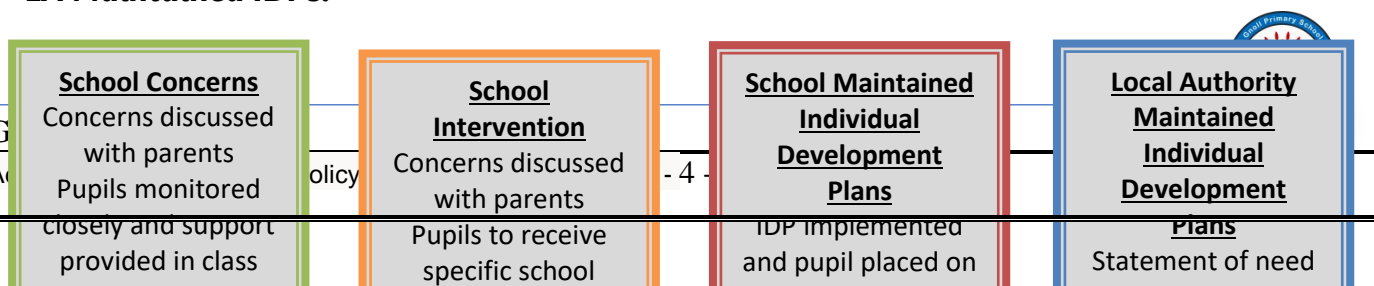 School Concerns
Concerns discussed
with parents
Pupils monitored
closely and support
provided in class
School
Intervention
Concerns discussed
with parents
Pupils to receive
specific school
School Maintained
Individual
Development
Plans
IDP implemented
and pupil placed on
Local Authority
Maintained
Individual
Development
Plans
Statement of need
Primary
G
olicy
- 4 -